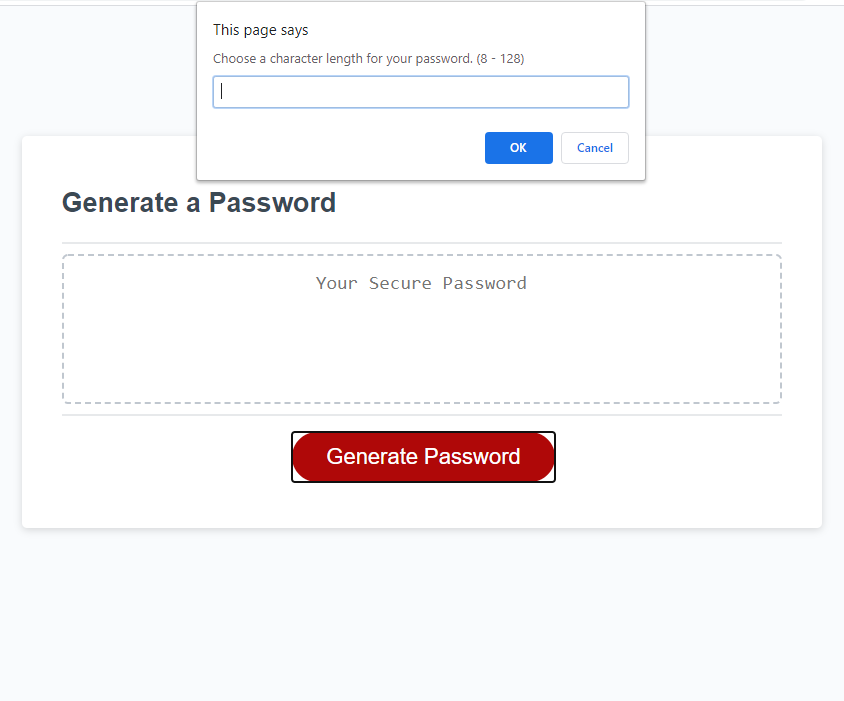 This page says
Choose a character length for your password. (8 - 128)
OK
Cancel
Generate a Password
Your Secure Password
Generate Password